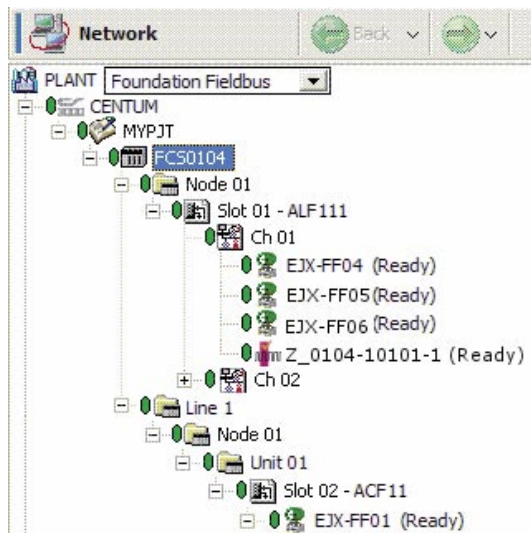 Network Back
PLANT Foundation Fieldbus
CENTUM
MYPJT
FCS0104
Node 01
Slot 01 - ALF111
Ch 01
EJX-FF04 (Ready)
EJX-FF05(Ready)
EJX-FF06 (Ready)
Z_0104-10101-1 (Ready)
Ch 02
Line 1
Node 01
Unit 01
Slot 02 - ACF11
EJX-FF01 (Ready)